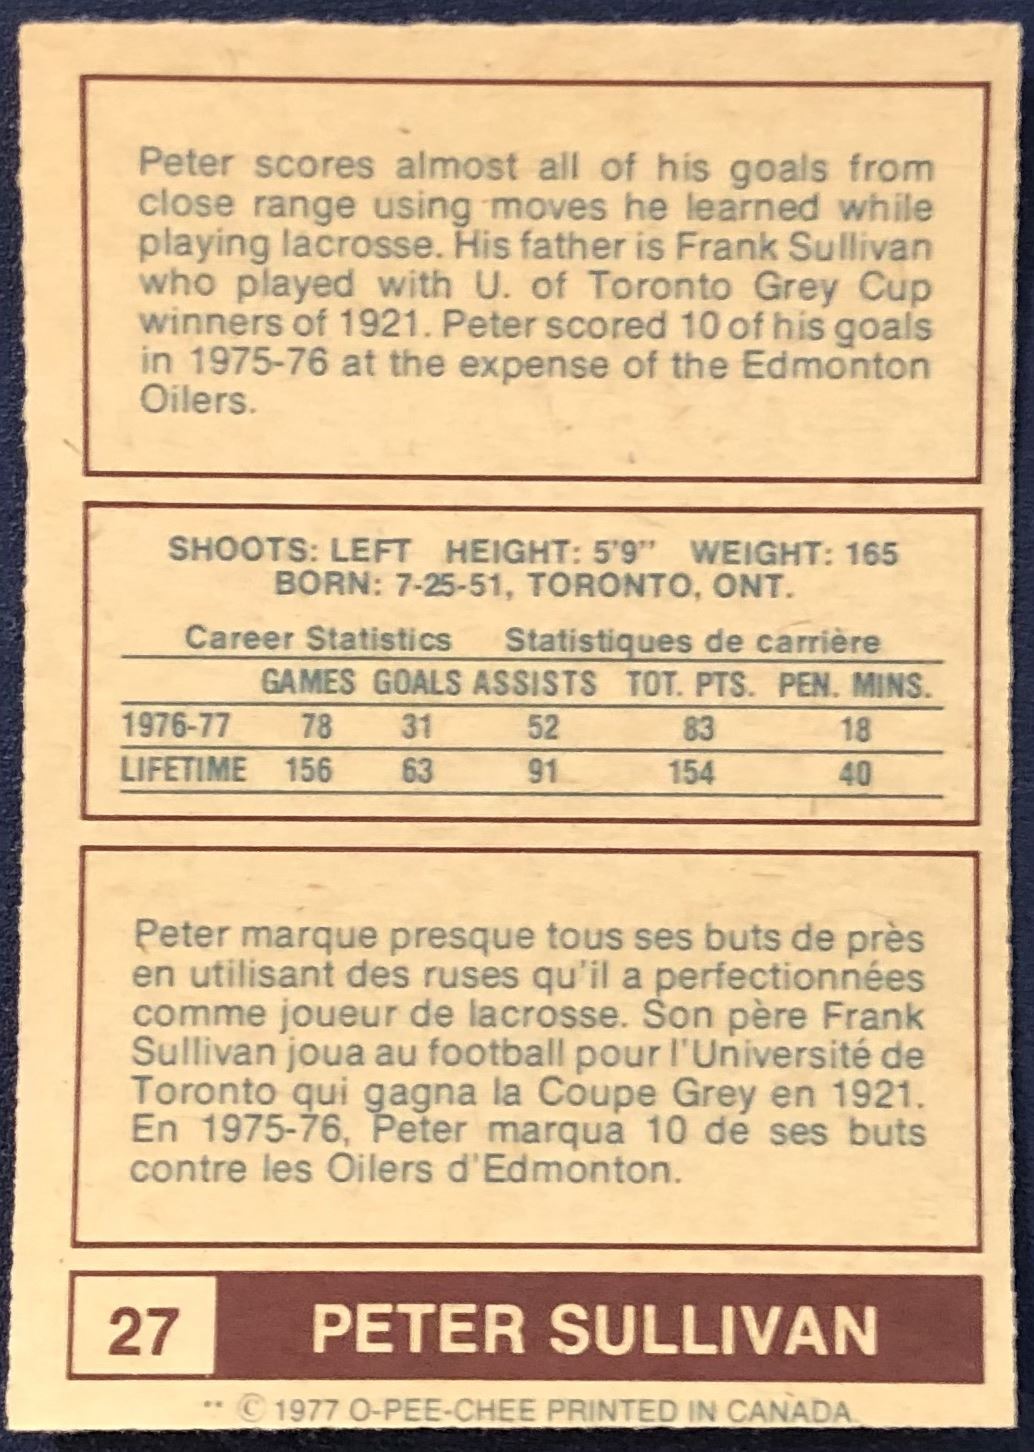 Peter scores almost all of his goals from
close range using moves he learned while
playing lacrosse. His father is Frank Sullivan
who played with U. of Toronto Grey Cup
winners of 1921. Peter scored 10 of his goals
in 1975-76 at the expense of the Edmonton
Oilers.
SHOOTS: LEFT HEIGHT: 5'9" WEIGHT: 165
BORN: 7-25-51, TORONTO, ONT.
Career Statistics Statistiques de carrière
GAMES GOALS ASSISTS TOT. PTS. PEN. MINS.
1976-77 78 31 52 83 18
LIFETIME 156 63 91 154 40
Peter marque presque tous ses buts de près
en utilisant des ruses qu'il a perfectionnées
comme joueur de lacrosse. Son père Frank
Sullivan joua au football pour l'Université de
Toronto qui gagna la Coupe Grey en 1921.
En 1975-76, Peter marqua 10 de ses buts
contre les Oilers d'Edmonton.
27 PETER SULLIVAN
** © 1977 O-PEE-CHEE PRINTED IN CANADA